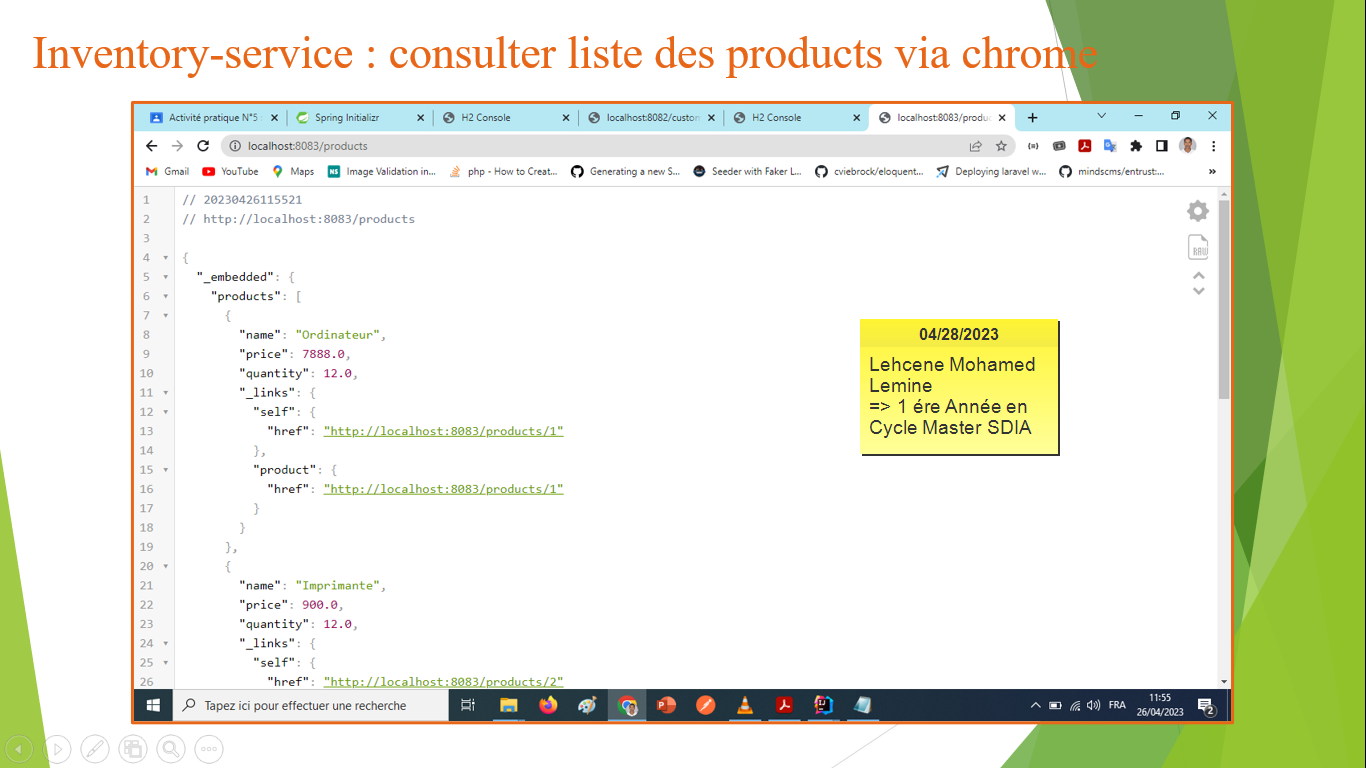 Inventory-service : consulter liste des products via chrome
Activité pratique N°5 :
Spring Initializr
H2 Console
localhost:8082/custon
H2 Console
localhost:8083/produc
localhost:8083/products
Gmail
YouTube
Maps
Image Validation in...
php - How to Creat...
Generating a new S...
Seeder with Faker L...
cviebrock/eloquent...
Deploying laravel w...
mindscms/entrust:...
»
1 // 20230426115521
2 // http://localhost:8083/products
3
4 {
5 "_embedded": {
6 "products": [
7 {
8 "name": "Ordinateur",
9 "price": 7888.0,
10 "quantity": 12.0,
11 "_links": {
12 "self": {
13 "href": "http://localhost:8083/products/1"
14 },
15 "product": {
16 "href": "http://localhost:8083/products/1"
17 }
18 }
19 },
20 {
21 "name": "Imprimante",
22 "price": 900.0,
23 "quantity": 12.0,
24 "_links": {
25 "self": {
26 "href": "http://localhost:8083/products/2"
RAW
04/28/2023
Lehcene Mohamed
Lemine
=> 1 ére Année en
Cycle Master SDIA
Tapez ici pour effectuer une recherche
FRA
11:55
26/04/2023
2